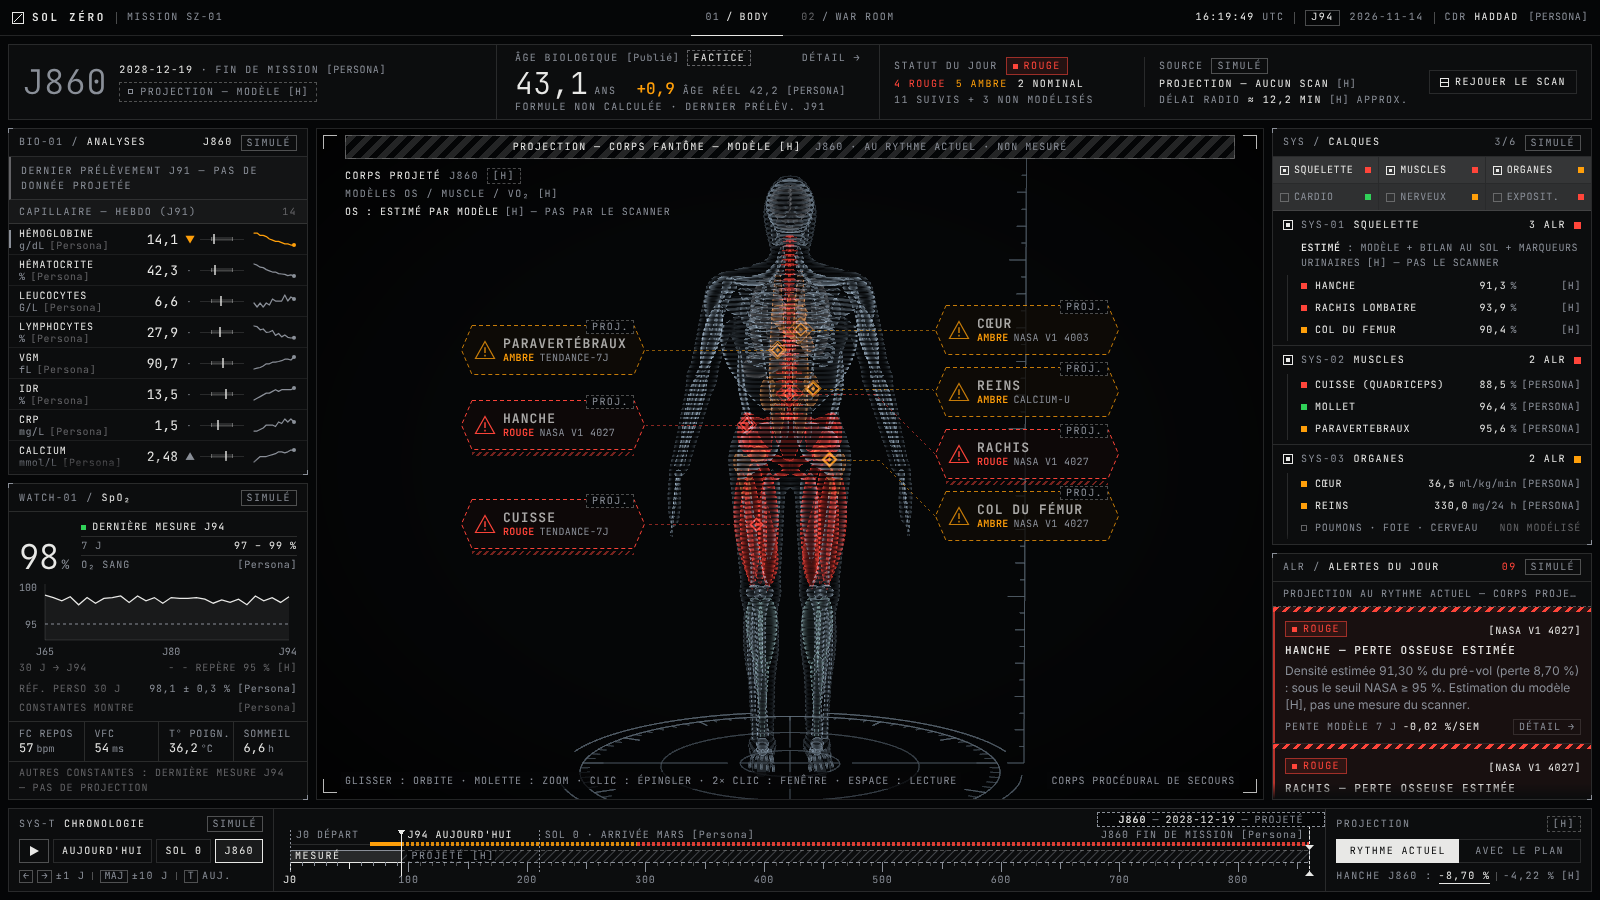 SOL ZÉRO | MISSION SZ-01
01 / BODY
02 / WAR ROOM
16:19:49 UTC | J94 2026-11-14 | CDR HADDAD [PERSONA]
J860
2028-12-19 · FIN DE MISSION [PERSONA]
PROJECTION — MODÈLE [H]
ÂGE BIOLOGIQUE [Publié] FACTICE
DÉTAIL →
43,1 ANS +0,9 ÂGE RÉEL 42,2 [PERSONA]
FORMULE NON CALCULÉE · DERNIER PRÉLÈV. J91
STATUT DU JOUR ROUGE
4 ROUGE 5 AMBRE 2 NOMINAL
11 SUIVIS + 3 NON MODÉLISÉS
SOURCE SIMULÉ
PROJECTION — AUCUN SCAN [H]
DÉLAI RADIO ≈ 12,2 MIN [H] APPROX.
REJOUER LE SCAN
BIO-01 / ANALYSES J860 SIMULÉ
DERNIER PRÉLÈVEMENT J91 — PAS DE
DONNÉE PROJETÉE
CAPILLAIRE — HEBDO (J91) 14
HÉMOGLOBINE
g/dL [Persona]
14,1
HÉMATOCRITE
% [Persona]
42,3
LEUCOCYTES
G/L [Persona]
6,6
LYMPHOCYTES
% [Persona]
27,9
VGM
fL [Persona]
90,7
IDR
% [Persona]
13,5
CRP
mg/L [Persona]
1,5
CALCIUM
mmol/L [Persona]
2,48
WATCH-01 / SpO₂ SIMULÉ
98 %
DERNIÈRE MESURE J94
7 J 97 – 99 %
O₂ SANG [Persona]
100
95
J65 J80 J94
30 J → J94 - - REPÈRE 95 % [H]
RÉF. PERSO 30 J 98,1 ± 0,3 % [Persona]
CONSTANTES MONTRE [Persona]
FC REPOS
57 bpm
VFC
54 ms
T° POIGN.
36,2 °C
SOMMEIL
6,6 h
AUTRES CONSTANTES : DERNIÈRE MESURE J94
— PAS DE PROJECTION
PROJECTION — CORPS FANTÔME — MODÈLE [H] J860 · AU RYTHME ACTUEL · NON MESURÉ
CORPS PROJETÉ J860 [H]
MODÈLES OS / MUSCLE / VO₂ [H]
OS : ESTIMÉ PAR MODÈLE [H] — PAS PAR LE SCANNER
PROJ.
PARAVERTÉBRAUX
AMBRE TENDANCE-7J
PROJ.
HANCHE
ROUGE NASA V1 4027
PROJ.
CUISSE
ROUGE TENDANCE-7J
PROJ.
CŒUR
AMBRE NASA V1 4003
PROJ.
REINS
AMBRE CALCIUM-U
PROJ.
RACHIS
ROUGE NASA V1 4027
PROJ.
COL DU FÉMUR
AMBRE NASA V1 4027
GLISSER : ORBITE · MOLETTE : ZOOM · CLIC : ÉPINGLER · 2× CLIC : FENÊTRE · ESPACE : LECTURE
CORPS PROCÉDURAL DE SECOURS
SYS / CALQUES 3/6 SIMULÉ
SQUELETTE
MUSCLES
ORGANES
CARDIO
NERVEUX
EXPOSIT.
SYS-01 SQUELETTE 3 ALR
ESTIMÉ : MODÈLE + BILAN AU SOL + MARQUEURS
URINAIRES [H] — PAS LE SCANNER
HANCHE 91,3 % [H]
RACHIS LOMBAIRE 93,9 % [H]
COL DU FEMUR 90,4 % [H]
SYS-02 MUSCLES 2 ALR
CUISSE (QUADRICEPS) 88,5 % [PERSONA]
MOLLET 96,4 % [PERSONA]
PARAVERTEBRAUX 95,6 % [PERSONA]
SYS-03 ORGANES 2 ALR
CŒUR 36,5 ml/kg/min [PERSONA]
REINS 330,0 mg/24 h [PERSONA]
POUMONS · FOIE · CERVEAU NON MODÉLISÉ
ALR / ALERTES DU JOUR 09 SIMULÉ
PROJECTION AU RYTHME ACTUEL — CORPS PROJE…
ROUGE [NASA V1 4027]
HANCHE — PERTE OSSEUSE ESTIMÉE
Densité estimée 91,30 % du pré-vol (perte 8,70 %)
: sous le seuil NASA ≥ 95 %. Estimation du modèle
[H], pas une mesure du scanner.
PENTE MODÈLE 7 J -0,02 %/SEM DÉTAIL →
ROUGE [NASA V1 4027]
RACHIS — PERTE OSSEUSE ESTIMÉE
SYS-T CHRONOLOGIE SIMULÉ
AUJOURD'HUI SOL 0 J860
← → ±1 J | MAJ ±10 J | T AUJ.
J860 — 2028-12-19 — PROJETÉ
J0 DÉPART
J94 AUJOURD'HUI
SOL 0 · ARRIVÉE MARS [Persona]
J860 FIN DE MISSION [Persona]
MESURÉ
PROJETÉ [H]
J0 100 200 300 400 500 600 700 800
PROJECTION [H]
RYTHME ACTUEL AVEC LE PLAN
HANCHE J860 : -8,70 % | -4,22 % [H]